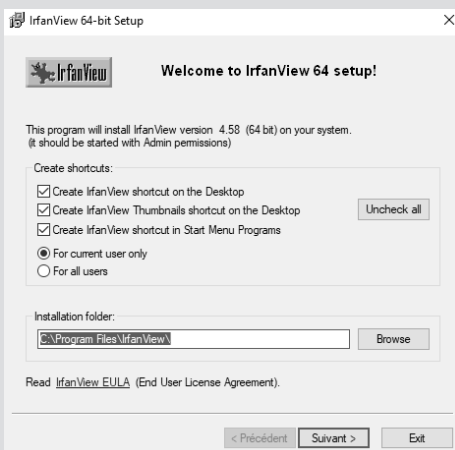 IrfanView 64-bit Setup
IrfanView
Welcome to IrfanView 64 setup!
This program will install IrfanView version 4.58 (64 bit) on your system.
(it should be started with Admin permissions)
Create shortcuts:
Create IrfanView shortcut on the Desktop
Create IrfanView Thumbnails shortcut on the Desktop
Uncheck all
Create IrfanView shortcut in Start Menu Programs
For current user only
For all users
Installation folder:
C:\Program Files\IrfanView\
Browse
Read IrfanView EULA (End User License Agreement).
< Précédent
Suivant >
Exit